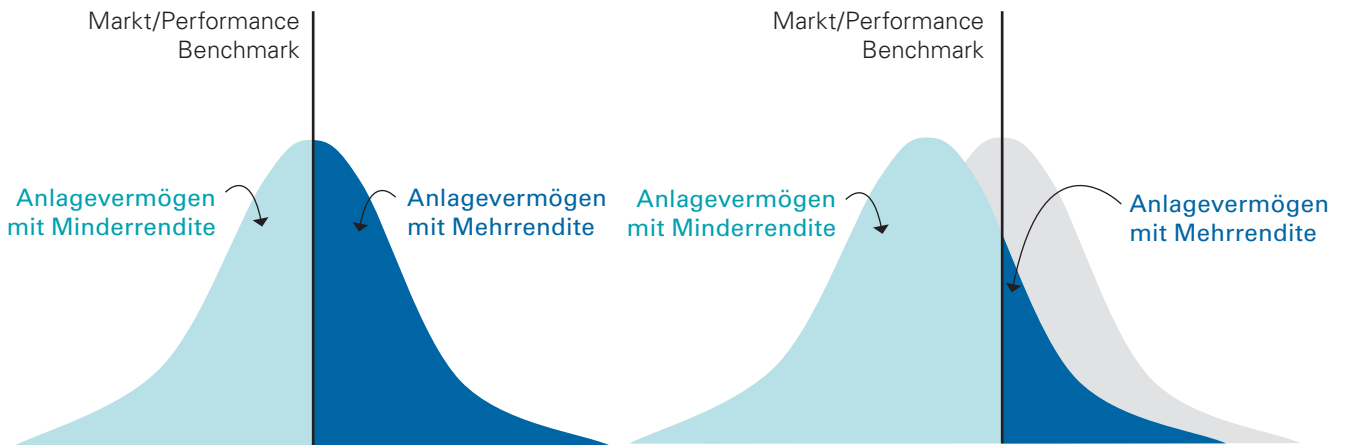 Markt/Performance
Benchmark
Anlagevermögen
mit Minderrendite
Anlagevermögen
mit Mehrrendite
Markt/Performance
Benchmark
Anlagevermögen
mit Minderrendite
Anlagevermögen
mit Mehrrendite